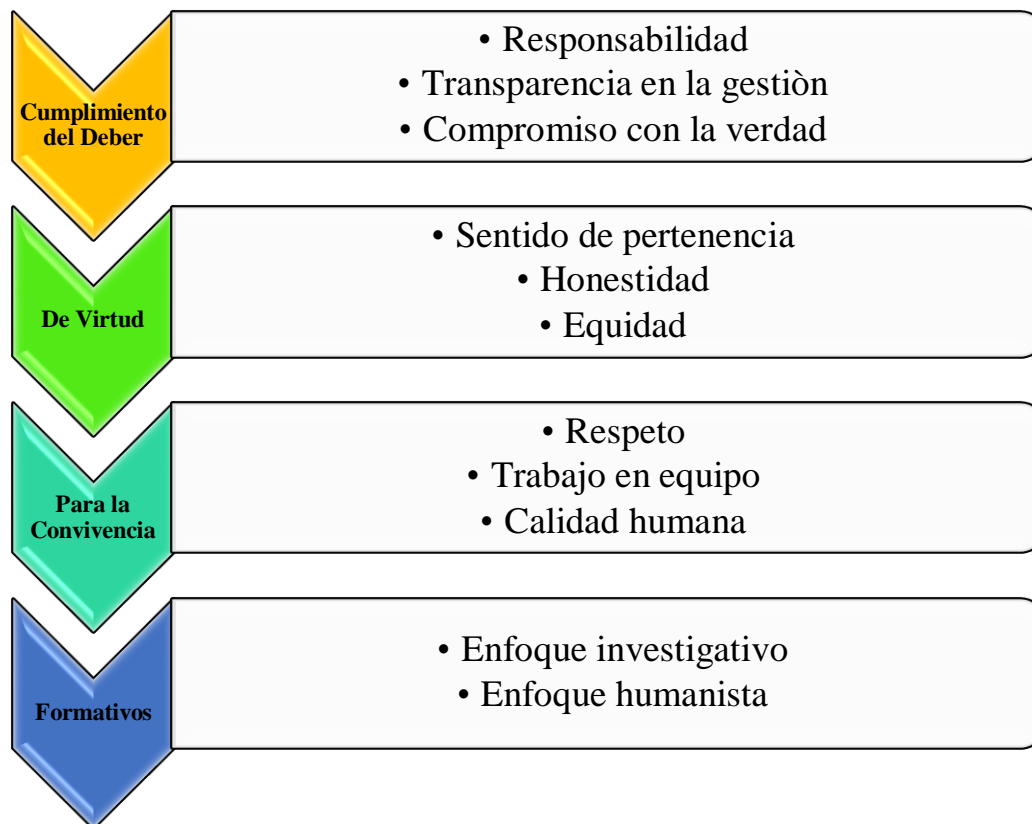 Cumplimiento
del Deber
• Responsabilidad
• Transparencia en la gestiòn
• Compromiso con la verdad
De Virtud
• Sentido de pertenencia
• Honestidad
• Equidad
Para la
Convivencia
• Respeto
• Trabajo en equipo
• Calidad humana
Formativos
• Enfoque investigativo
• Enfoque humanista